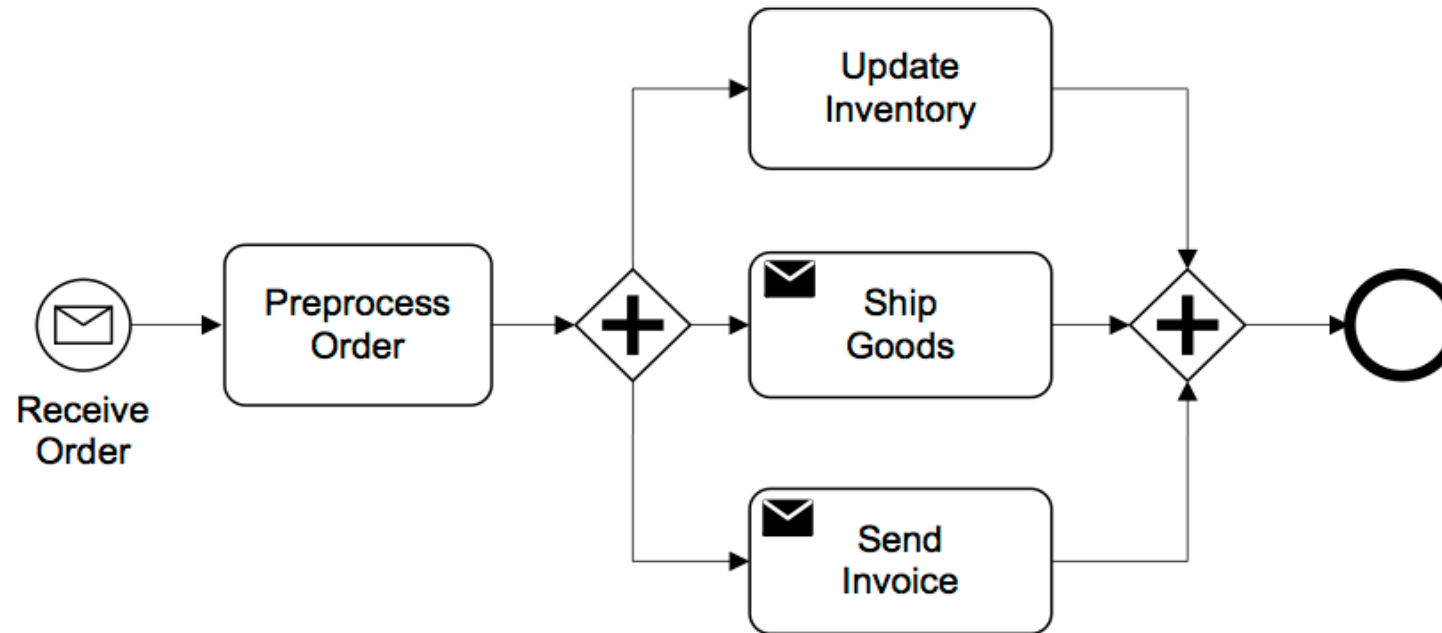 Receive
Order
Preprocess
Order
Update
Inventory
Ship
Goods
Send
Invoice